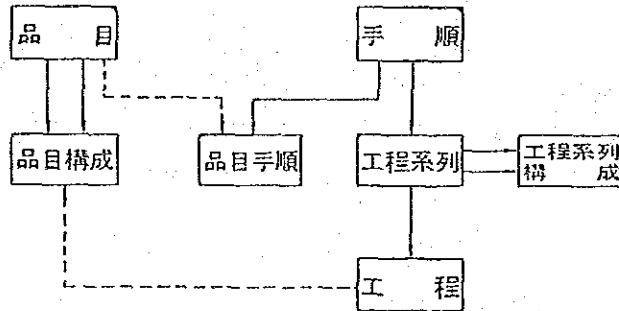 品目
手順
品目構成
品目手順
工程系列
工程系列
構成
工程